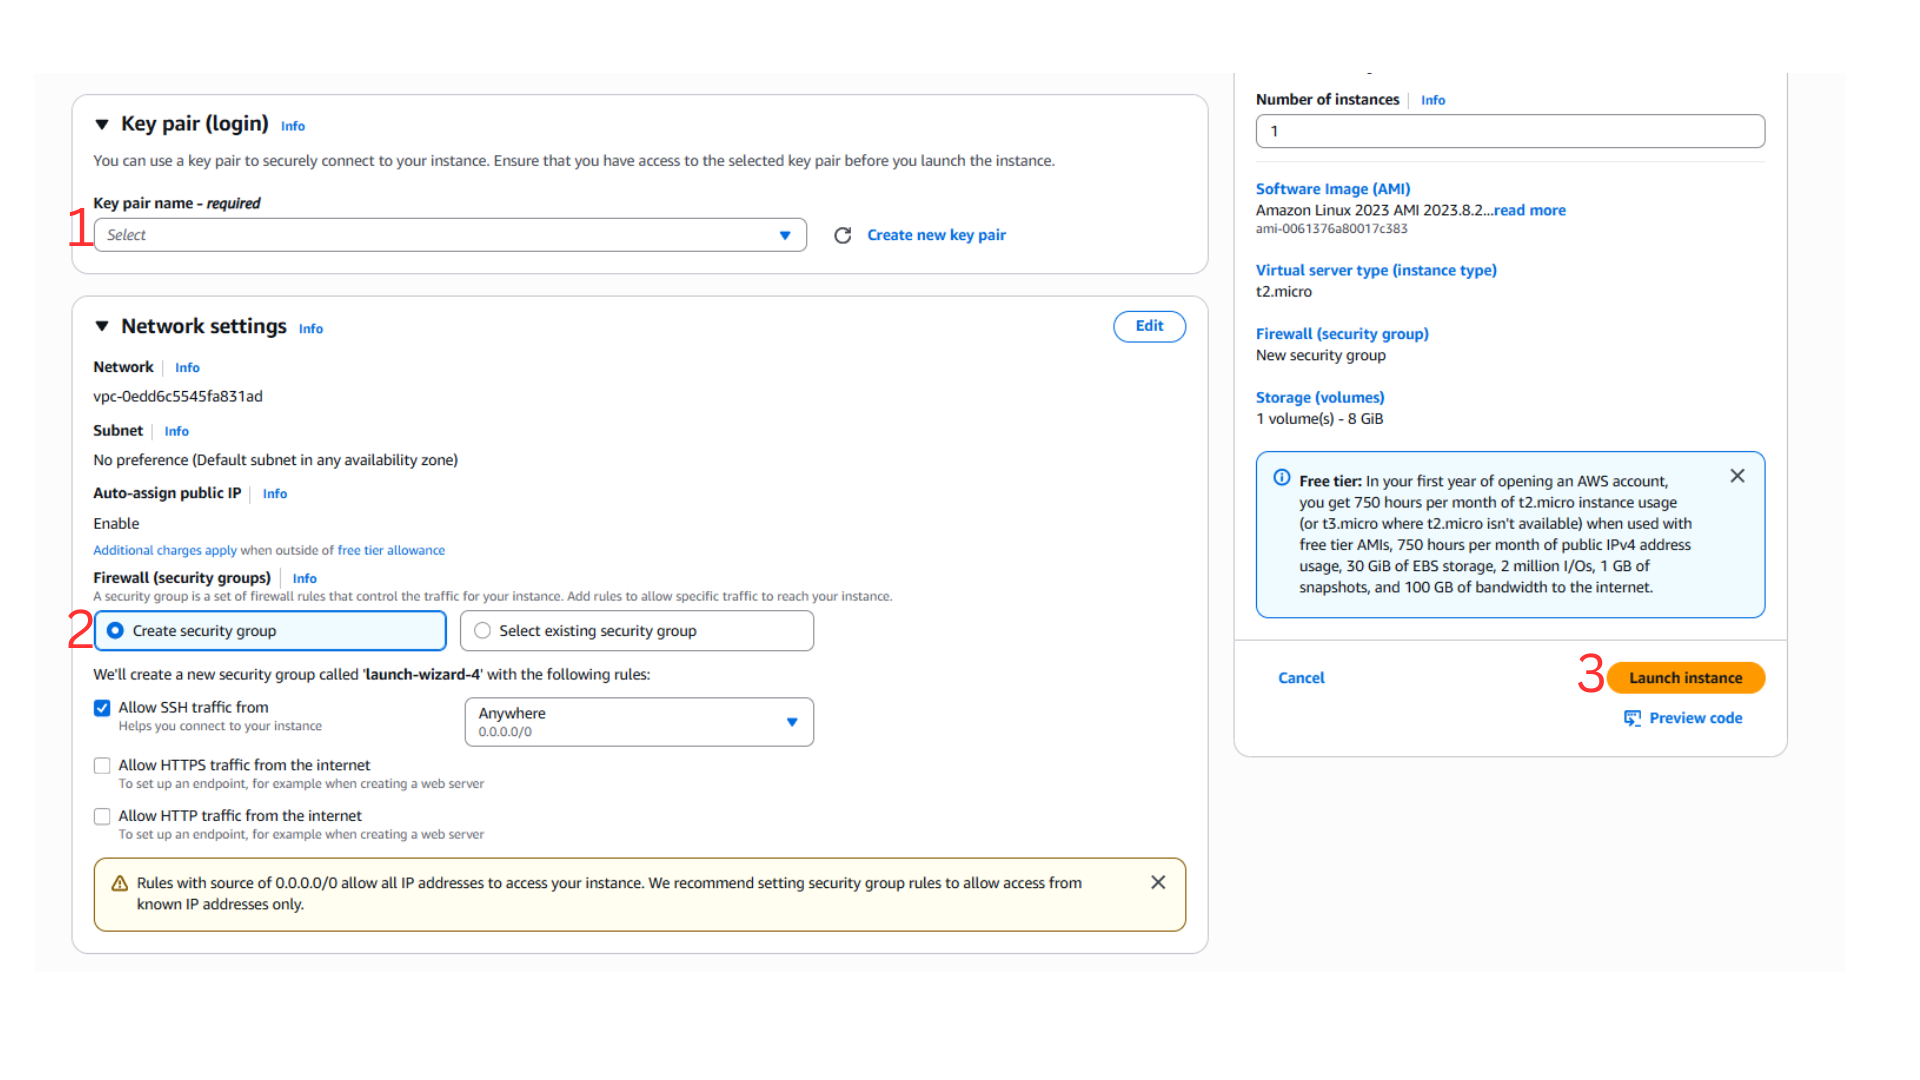 Key pair (login) Info
You can use a key pair to securely connect to your instance. Ensure that you have access to the selected key pair before you launch the instance.
Key pair name - required
1
Select
Create new key pair
Network settings Info
Edit
Network Info
vpc-0edd6c5545fa831ad
Subnet Info
No preference (Default subnet in any availability zone)
Auto-assign public IP Info
Enable
Additional charges apply when outside of free tier allowance
Firewall (security groups) Info
A security group is a set of firewall rules that control the traffic for your instance. Add rules to allow specific traffic to reach your instance.
2
Create security group
Select existing security group
We'll create a new security group called 'launch-wizard-4' with the following rules:
Allow SSH traffic from
Helps you connect to your instance
Anywhere
0.0.0.0/0
Allow HTTPS traffic from the internet
To set up an endpoint, for example when creating a web server
Allow HTTP traffic from the internet
To set up an endpoint, for example when creating a web server
Rules with source of 0.0.0.0/0 allow all IP addresses to access your instance. We recommend setting security group rules to allow access from
known IP addresses only.
Number of instances Info
1
Software Image (AMI)
Amazon Linux 2023 AMI 2023.8.2...read more
ami-0061376a80017c383
Virtual server type (instance type)
t2.micro
Firewall (security group)
New security group
Storage (volumes)
1 volume(s) - 8 GiB
Free tier: In your first year of opening an AWS account,
you get 750 hours per month of t2.micro instance usage
(or t3.micro where t2.micro isn't available) when used with
free tier AMIs, 750 hours per month of public IPv4 address
usage, 30 GiB of EBS storage, 2 million I/Os, 1 GB of
snapshots, and 100 GB of bandwidth to the internet.
Cancel
3
Launch instance
Preview code